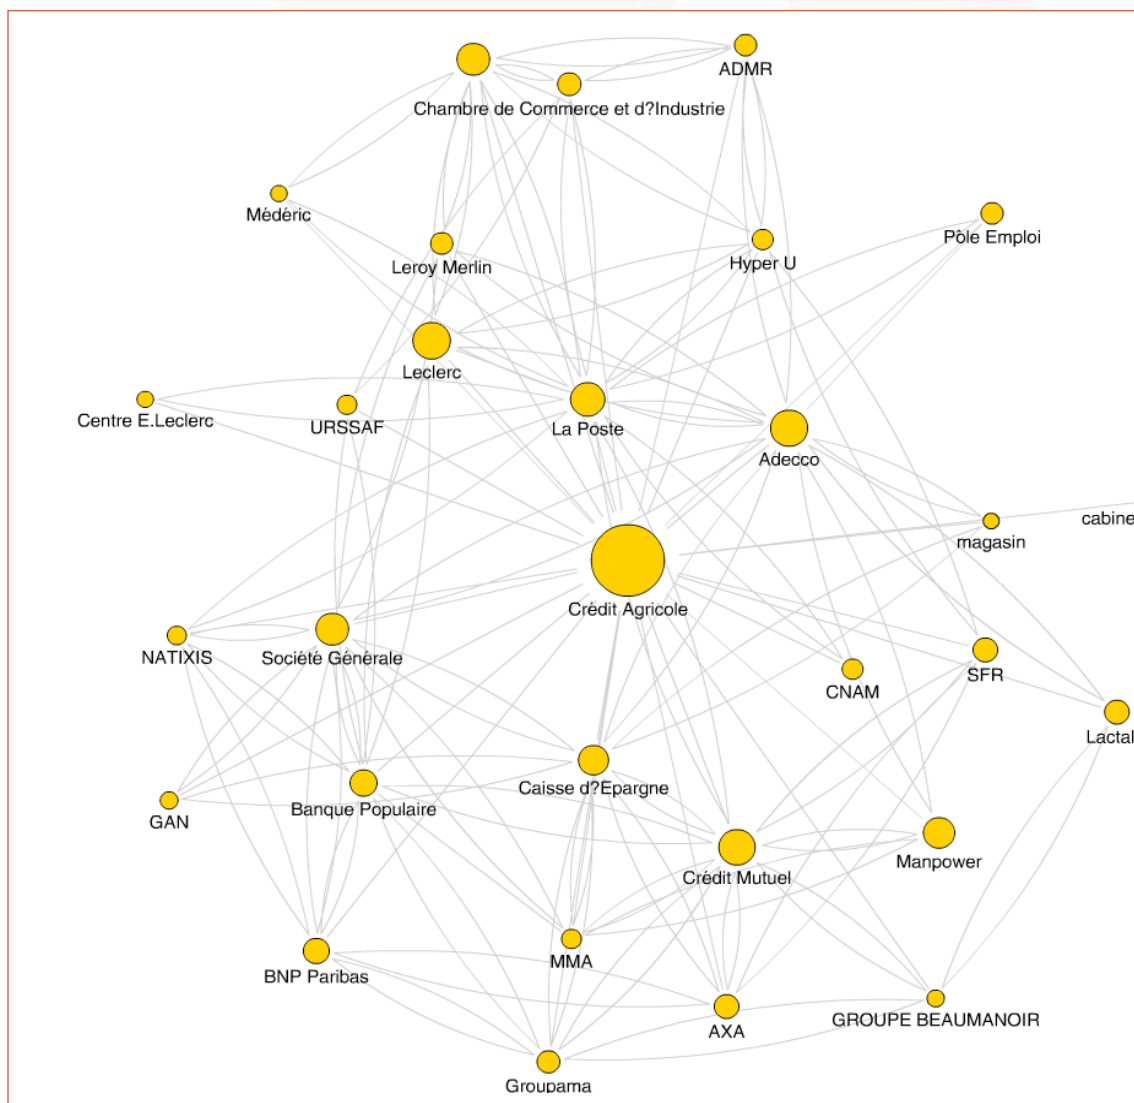 ADMR
Chambre de Commerce et d?Industrie
Médéric
Pôle Emploi
Leroy Merlin
Hyper U
Leclerc
Centre E.Leclerc
URSSAF
La Poste
Adecco
cabine
magasin
Crédit Agricole
NATIXIS
Société Générale
SFR
CNAM
Lactal
Caisse d?Epargne
Banque Populaire
GAN
Manpower
Crédit Mutuel
MMA
BNP Paribas
GROUPE BEAUMANOIR
AXA
Groupama